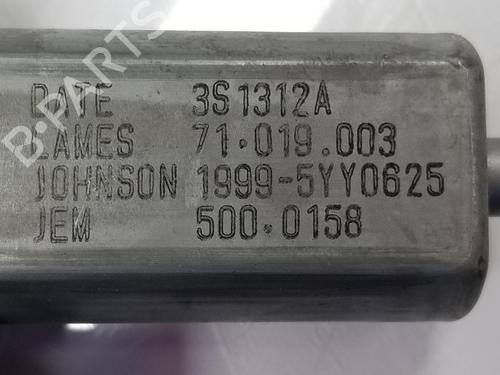 DATE 3S1312A
LAMES 71.019.003
JOHNSON 1999-5YY0625
JEM 500.0158
B-PARTS